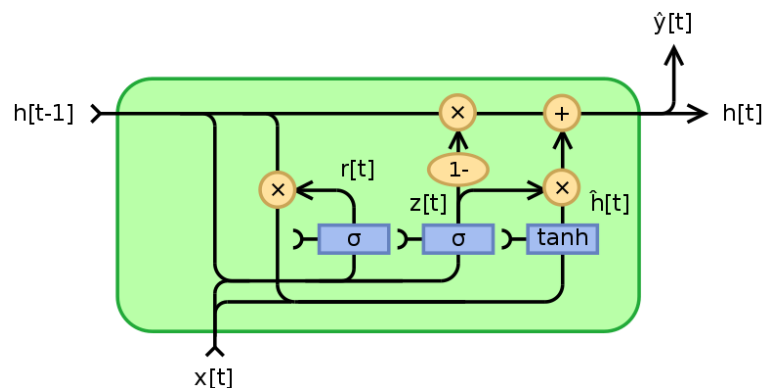 ŷ[t]
h[t-1]
×
+
h[t]
1-
r[t]
×
z[t]
×
ĥ[t]
σ
σ
tanh
x[t]